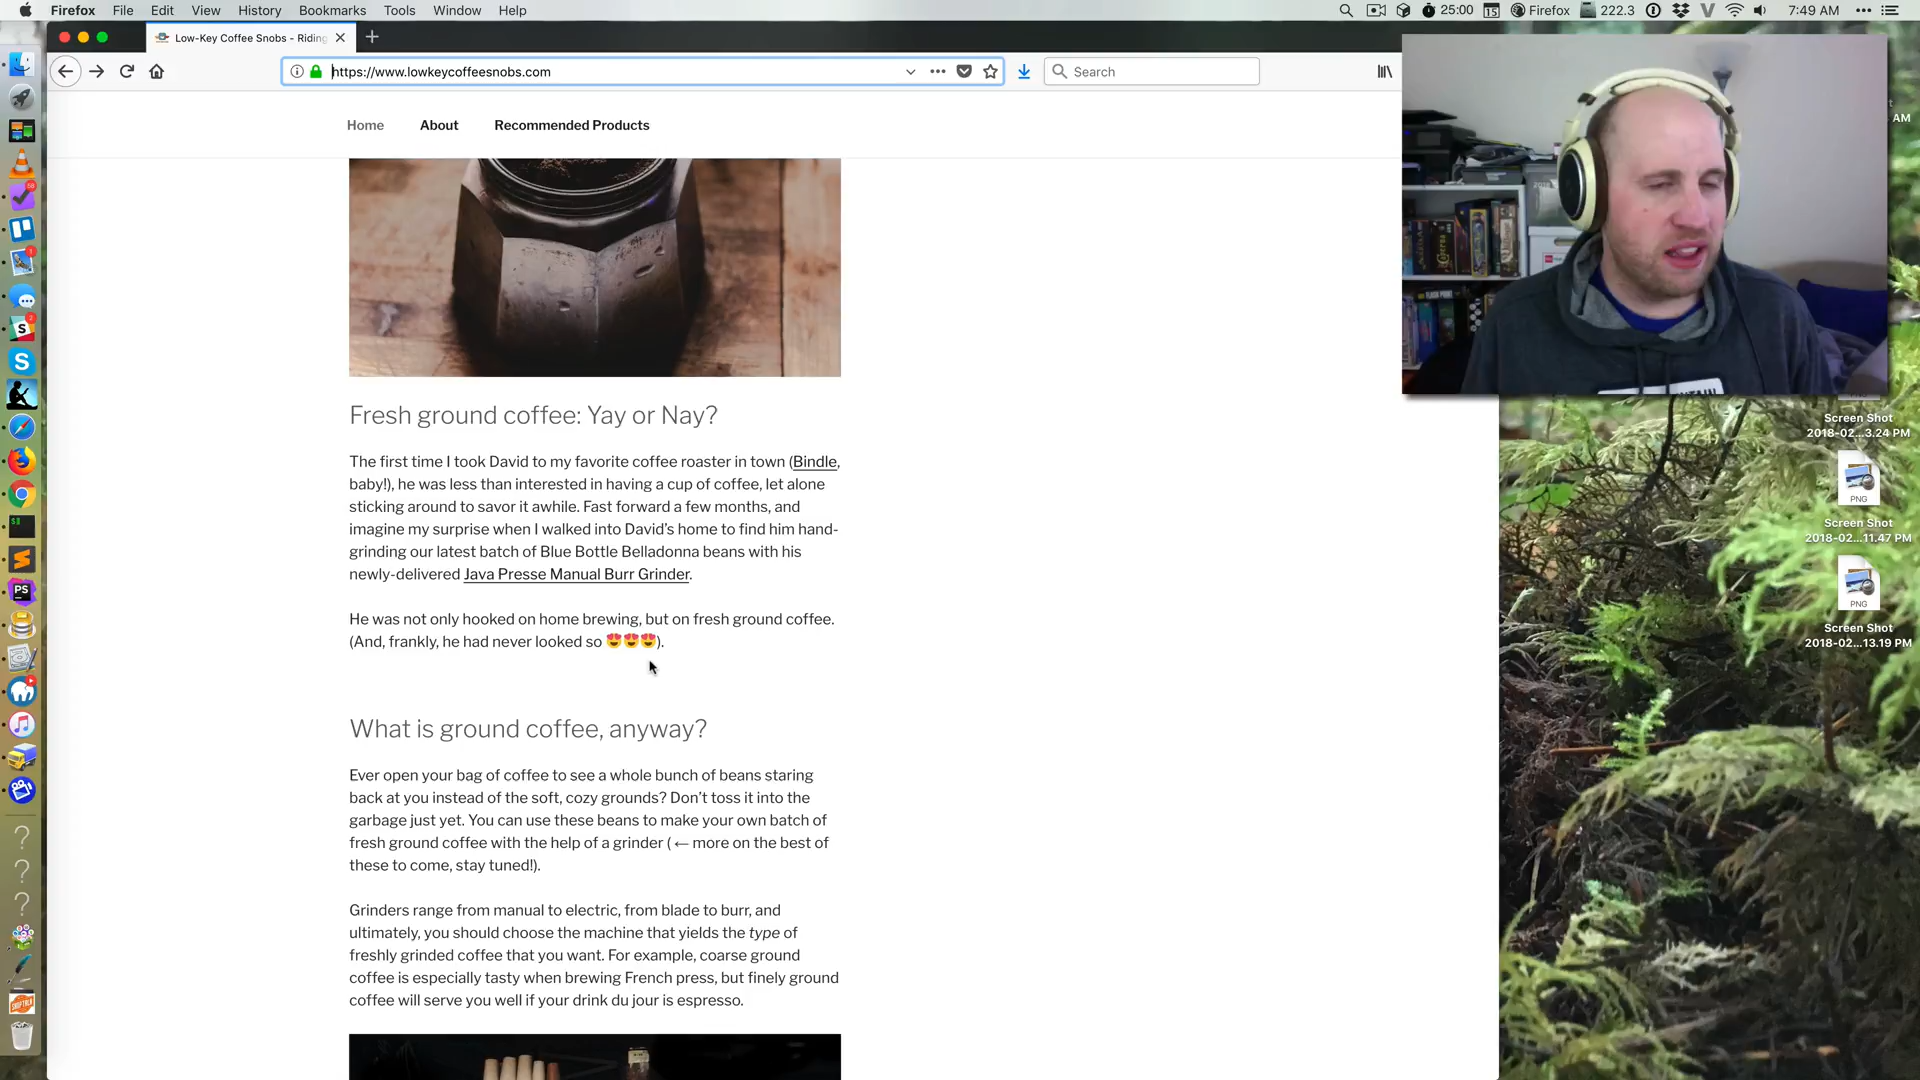 Firefox File Edit View History Bookmarks Tools Window Help
25:00 15 Firefox 222.3 7:49 AM
Low-Key Coffee Snobs - Riding
https://www.lowkeycoffeesnobs.com
Search
Home About Recommended Products
Fresh ground coffee: Yay or Nay?
The first time I took David to my favorite coffee roaster in town (Bindle,
baby!), he was less than interested in having a cup of coffee, let alone
sticking around to savor it awhile. Fast forward a few months, and
imagine my surprise when I walked into David’s home to find him hand-
grinding our latest batch of Blue Bottle Belladonna beans with his
newly-delivered Java Presse Manual Burr Grinder.
He was not only hooked on home brewing, but on fresh ground coffee.
(And, frankly, he had never looked so 😍😍😍).
What is ground coffee, anyway?
Ever open your bag of coffee to see a whole bunch of beans staring
back at you instead of the soft, cozy grounds? Don’t toss it into the
garbage just yet. You can use these beans to make your own batch of
fresh ground coffee with the help of a grinder (← more on the best of
these to come, stay tuned!).
Grinders range from manual to electric, from blade to burr, and
ultimately, you should choose the machine that yields the type of
freshly grinded coffee that you want. For example, coarse ground
coffee is especially tasty when brewing French press, but finely ground
coffee will serve you well if your drink du jour is espresso.
AM
Screen Shot
2018-02...3.24 PM
PNG
Screen Shot
2018-02...11.47 PM
PNG
Screen Shot
2018-02...13.19 PM